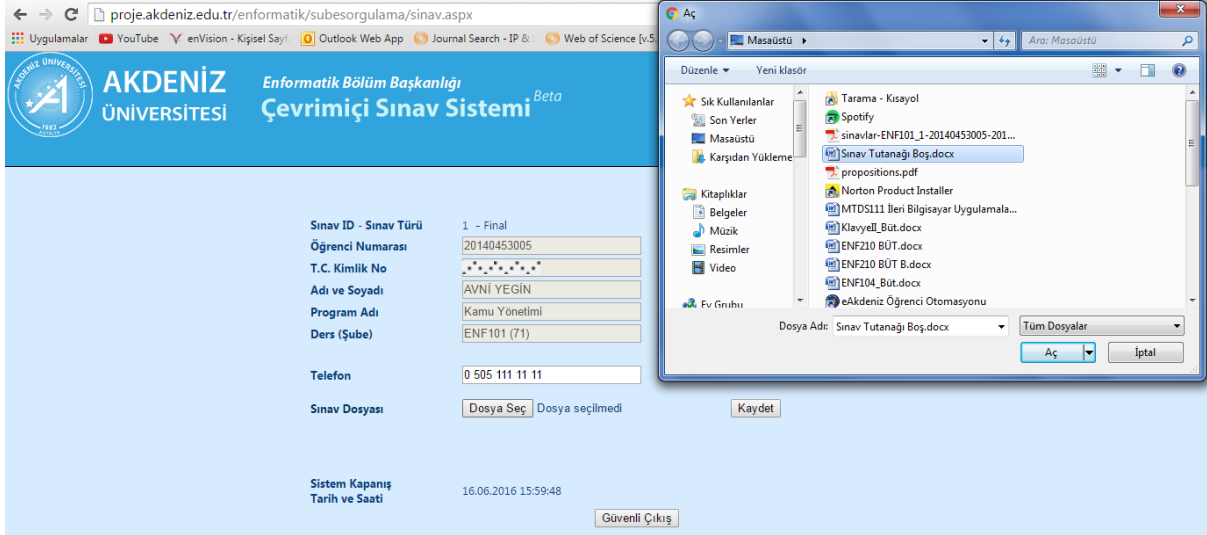 proje.akdeniz.edu.tr/enformatik/subesorgulama/sinav.aspx
Uygulamalar YouTube enVision - Kişisel Sayf Outlook Web App Journal Search - IP & Web of Science [v.5.
AKDENİZ ÜNİVERSİTESİ
1982
ANTALYA
AKDENİZ
ÜNİVERSİTESİ
Enformatik Bölüm Başkanlığı
Çevrimiçi Sınav Sistemi Beta
Sınav ID - Sınav Türü 1 - Final
Öğrenci Numarası 20140453005
T.C. Kimlik No
Adı ve Soyadı AVNİ YEGİN
Program Adı Kamu Yönetimi
Ders (Şube) ENF101 (71)
Telefon 0 505 111 11 11
Sınav Dosyası Dosya Seç Dosya seçilmedi Kaydet
Sistem Kapanış
Tarih ve Saati 16.06.2016 15:59:48
Güvenli Çıkış
Aç
Masaüstü Ara: Masaüstü
Düzenle Yeni klasör
Sık Kullanılanlar
Son Yerler
Masaüstü
Karşıdan Yükleme
Kitaplıklar
Belgeler
Müzik
Resimler
Video
Ev Grubu
Tarama - Kısayol
Spotify
sinavlar-ENF101_1-20140453005-201...
Sınav Tutanağı Boş.docx
propositions.pdf
Norton Product Installer
MTDS111 İleri Bilgisayar Uygulamala...
KlavyeII_Büt.docx
ENF210 BÜT.docx
ENF210 BÜT B.docx
ENF104_Büt.docx
eAkdeniz Öğrenci Otomasyonu
Dosya Adı: Sınav Tutanağı Boş.docx Tüm Dosyalar
Aç İptal